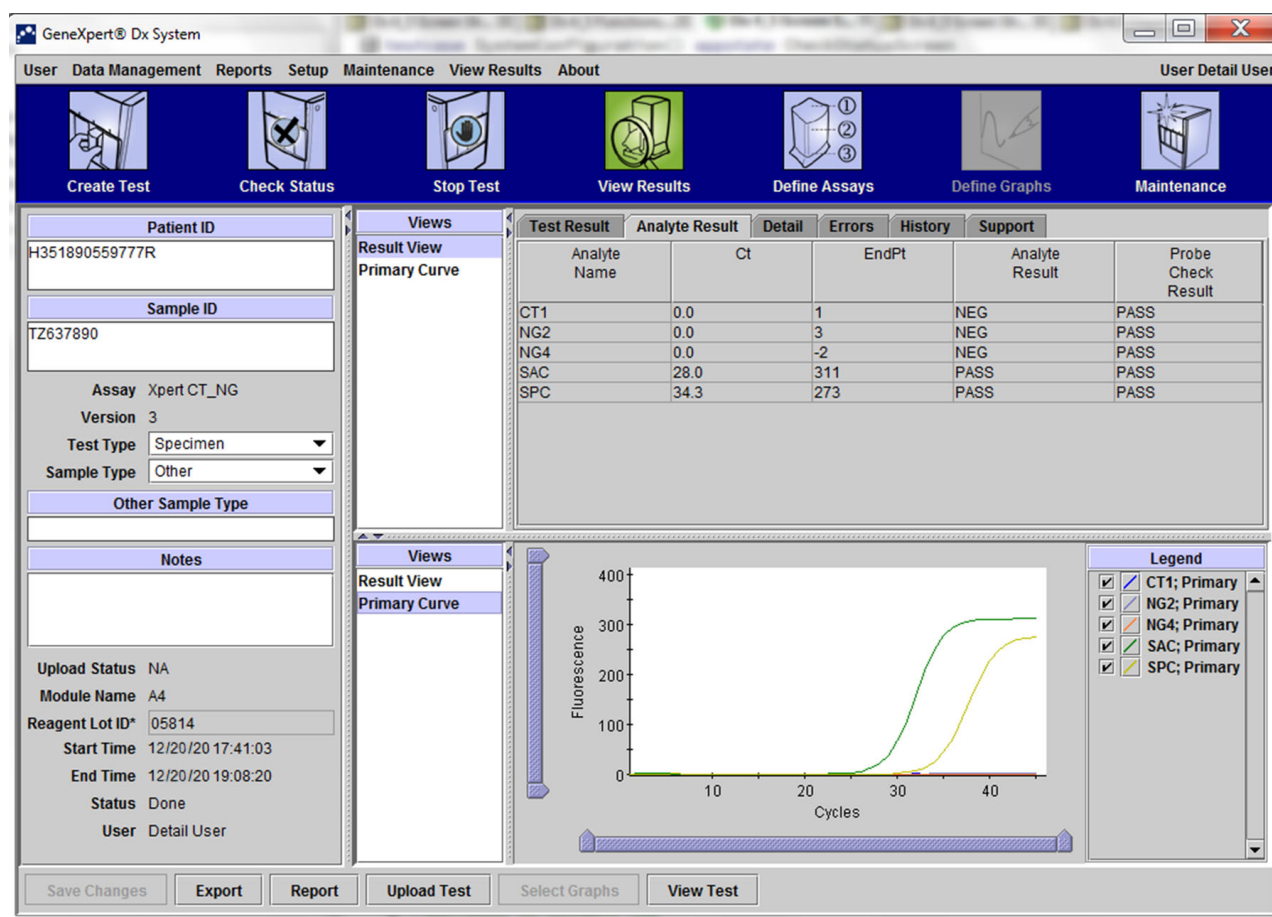 GeneXpert® Dx System
User Data Management Reports Setup Maintenance View Results About User Detail User
Create Test Check Status Stop Test View Results Define Assays Define Graphs Maintenance
Patient ID
H351890559777R
Sample ID
TZ637890
Assay Xpert CT_NG
Version 3
Test Type Specimen
Sample Type Other
Other Sample Type
Notes
Upload Status NA
Module Name A4
Reagent Lot ID* 05814
Start Time 12/20/20 17:41:03
End Time 12/20/20 19:08:20
Status Done
User Detail User
Views
Result View
Primary Curve
Test Result Analyte Result Detail Errors History Support
Analyte Name Ct EndPt Analyte Result Probe Check Result
CT1 0.0 1 NEG PASS
NG2 0.0 3 NEG PASS
NG4 0.0 -2 NEG PASS
SAC 28.0 311 PASS PASS
SPC 34.3 273 PASS PASS
Views
Result View
Primary Curve
Fluorescence
400
300
200
100
0
10 20 30 40
Cycles
Legend
CT1; Primary
NG2; Primary
NG4; Primary
SAC; Primary
SPC; Primary
Save Changes Export Report Upload Test Select Graphs View Test